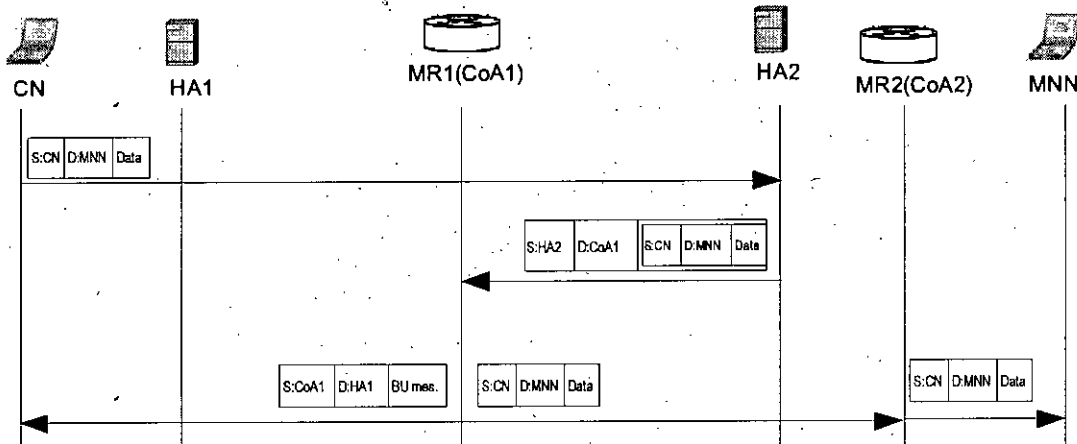 CN
HA1
MR1(CoA1)
HA2
MR2(CoA2)
MNN
S:CN D:MNN Data
S:HA2 D:CoA1 S:CN D:MNN Data
S:CoA1 D:HA1 BU mes.
S:CN D:MNN Data
S:CN D:MNN Data